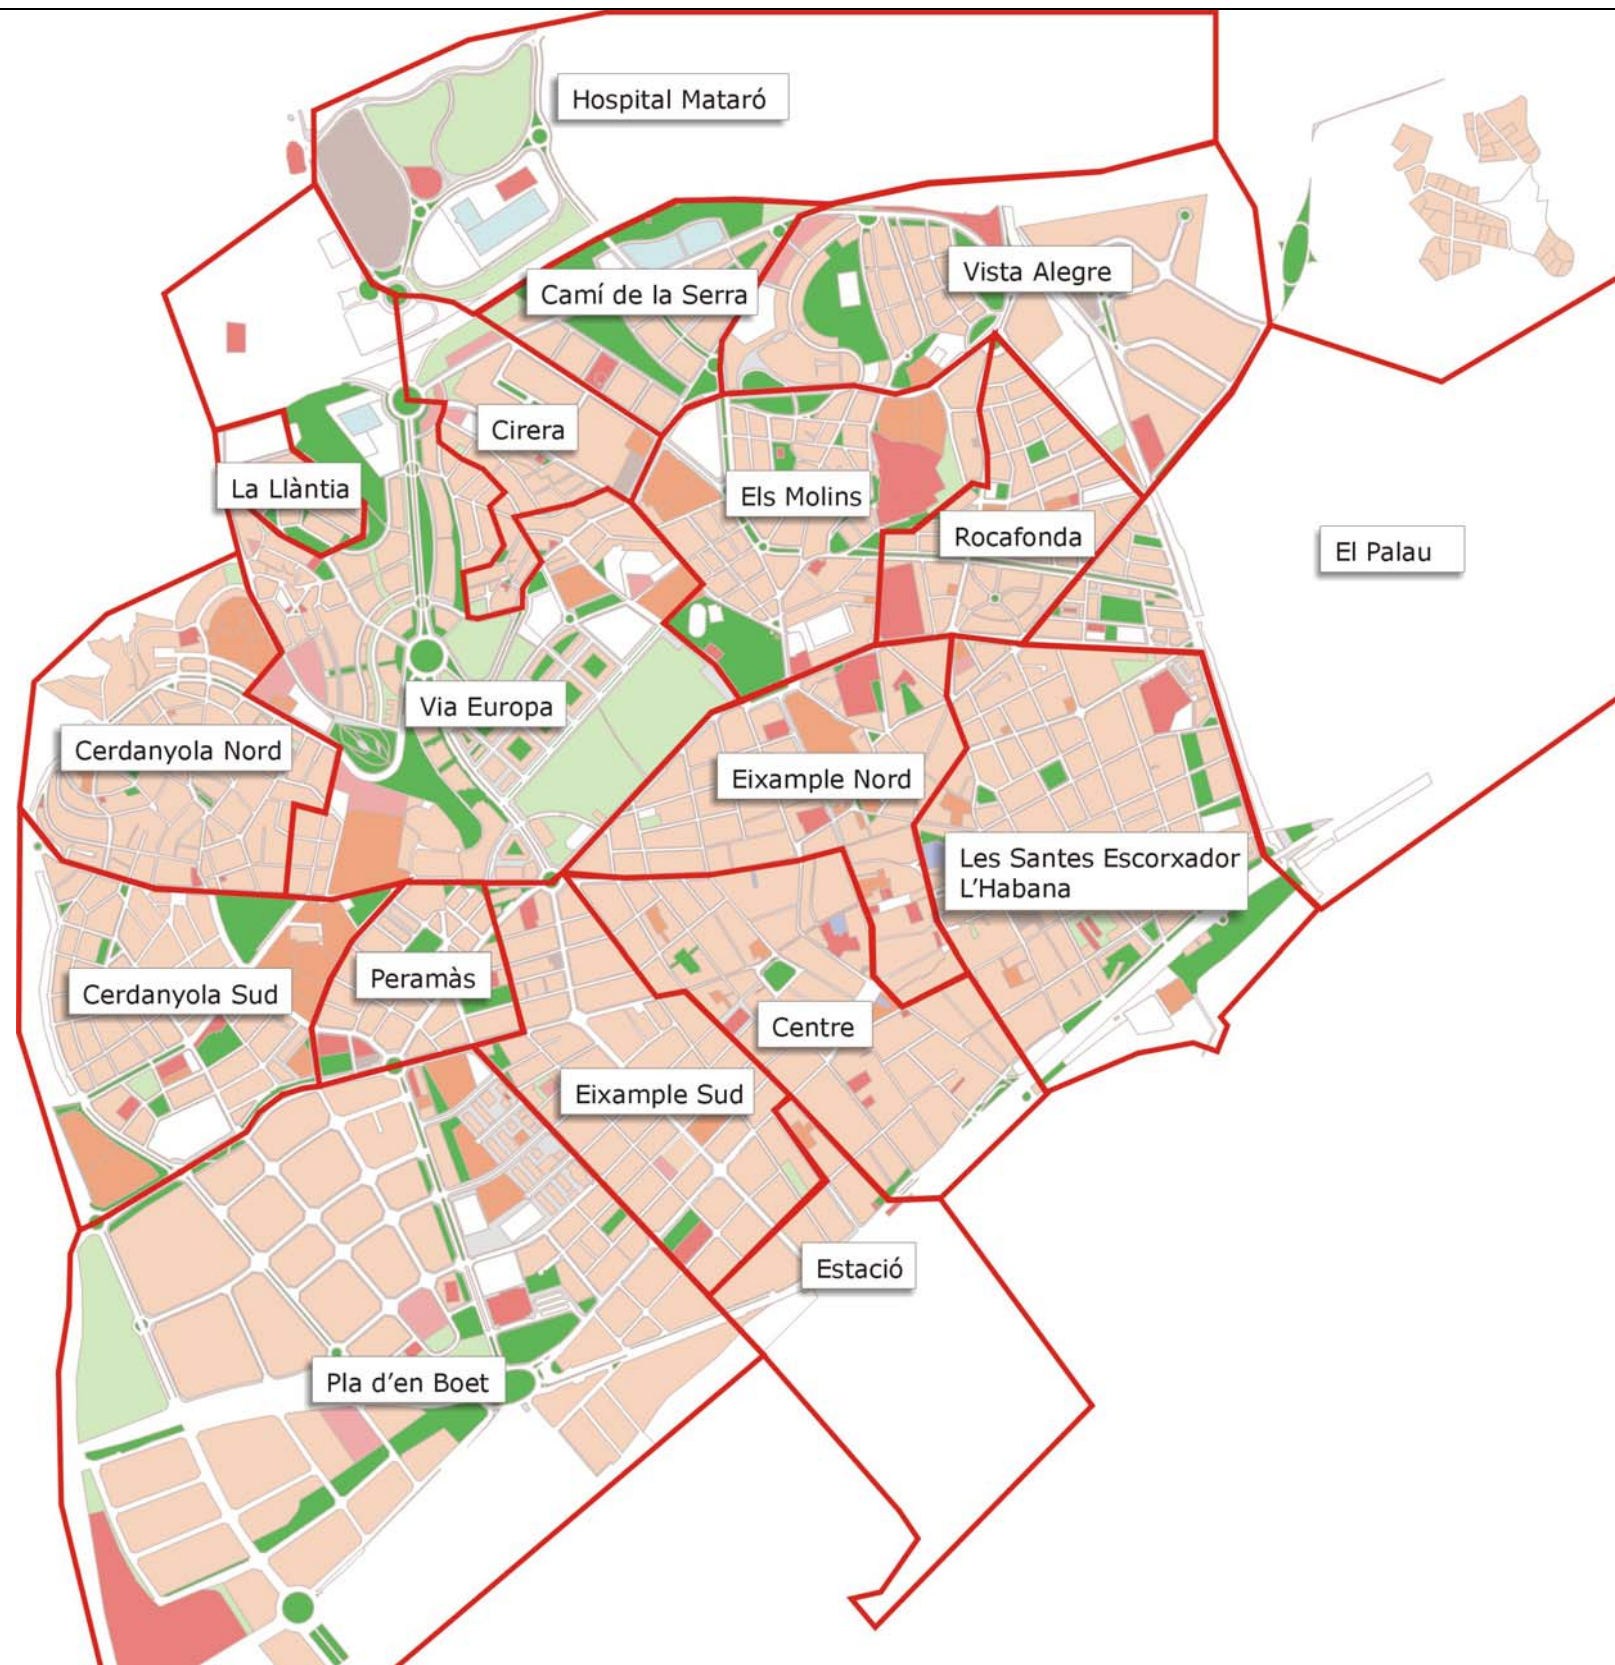 Hospital Mataró
Vista Alegre
Camí de la Serra
Cirera
La Llàntia
Els Molins
Rocafonda
El Palau
Via Europa
Cerdanyola Nord
Eixample Nord
Les Santes Escorxador
L'Habana
Peramàs
Cerdanyola Sud
Centre
Eixample Sud
Estació
Pla d'en Boet